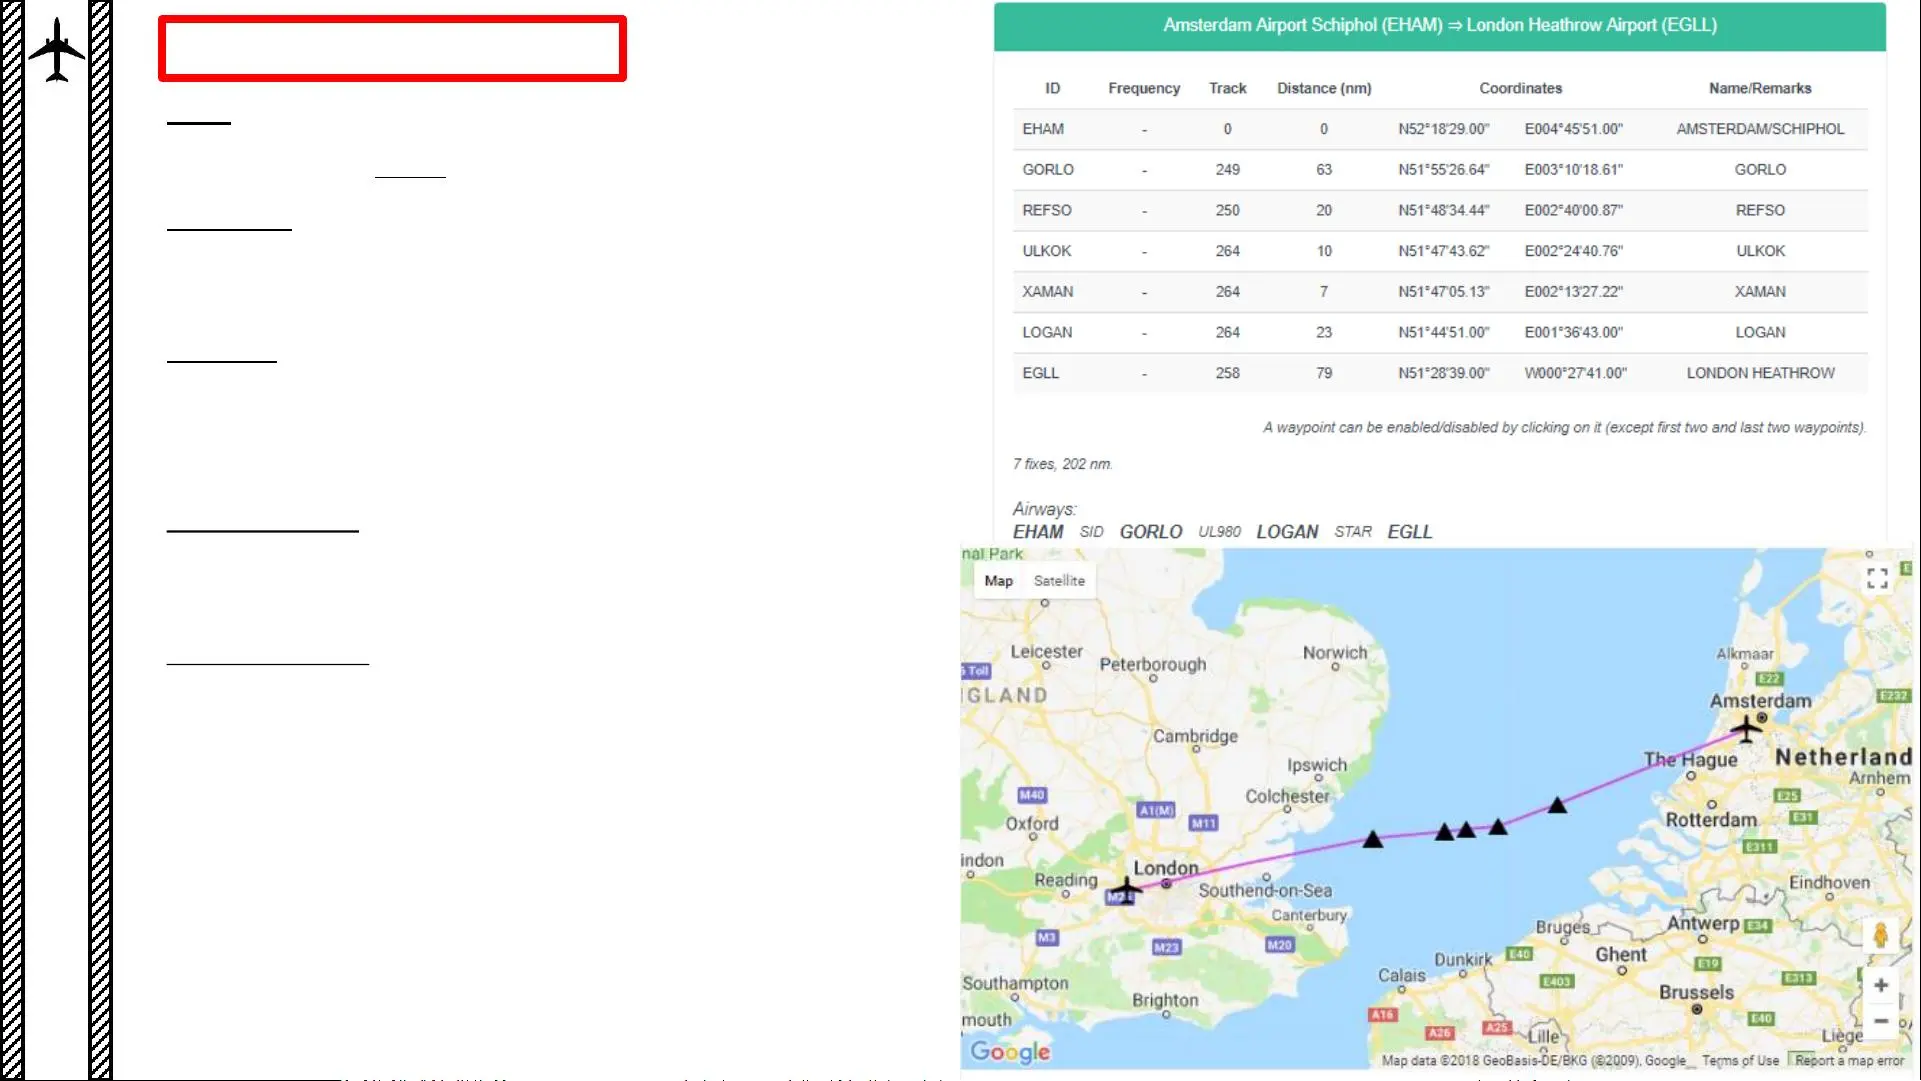 Amsterdam Airport Schiphol (EHAM) ⇒ London Heathrow Airport (EGLL)
ID Frequency Track Distance (nm) Coordinates Name/Remarks
EHAM - 0 0 N52°18'29.00" E004°45'51.00" AMSTERDAM/SCHIPHOL
GORLO - 249 63 N51°55'26.64" E003°10'18.61" GORLO
REFSO - 250 20 N51°48'34.44" E002°40'00.87" REFSO
ULKOK - 264 10 N51°47'43.62" E002°24'40.76" ULKOK
XAMAN - 264 7 N51°47'05.13" E002°13'27.22" XAMAN
LOGAN - 264 23 N51°44'51.00" E001°36'43.00" LOGAN
EGLL - 258 79 N51°28'39.00" W000°27'41.00" LONDON HEATHROW
A waypoint can be enabled/disabled by clicking on it (except first two and last two waypoints).
7 fixes, 202 nm.
Airways:
EHAM SID GORLO UL980 LOGAN STAR EGLL
nal Park
Map Satellite
Leicester
Peterborough
Norwich
Alkmaar
Toll
GLAND
E22
E232
Amsterdam
Cambridge
The Hague
Netherland
Ipswich
Arnhem
M40
Colchester
E25
A1(M)
M11
Oxford
Rotterdam
E31
E311
indon
London
Reading
Southend-on-Sea
Eindhoven
Canterbury
Bruges
Antwerp
E34
M3
M23
M20
Dunkirk
E40
Ghent
E19
Calais
E403
E313
Southampton
Brighton
Brussels
mouth
A16
A26
A25
E40
Lille
Liège
Google
Map data ©2018 GeoBasis-DE/BKG (©2009), Google
Terms of Use
Report a map error